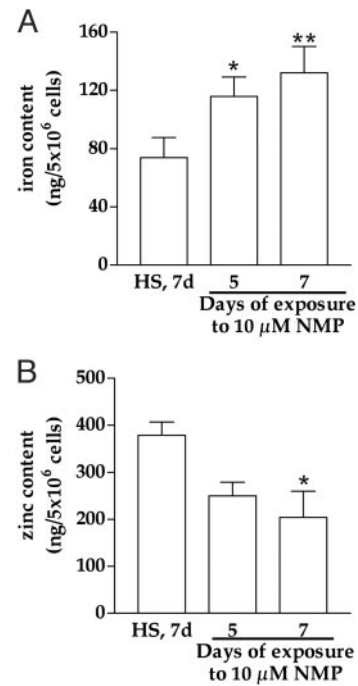 A
iron content
(ng/5x10⁶ cells)
160
120
80
40
0
*
**
HS, 7d
5
7
Days of exposure
to 10 µM NMP
B
zinc content
(ng/5x10⁶ cells)
500
400
300
200
100
0
*
HS, 7d
5
7
Days of exposure
to 10 µM NMP